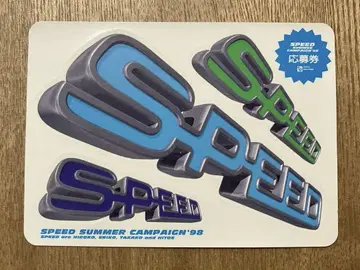 SPEED
SUMMER
CAMPAIGN'98
応募券
SPEED
SPEED
SPEED
SPEED SUMMER CAMPAIGN'98
SPEED are HIROKO, ERIKO, TAKAKO and HITOE